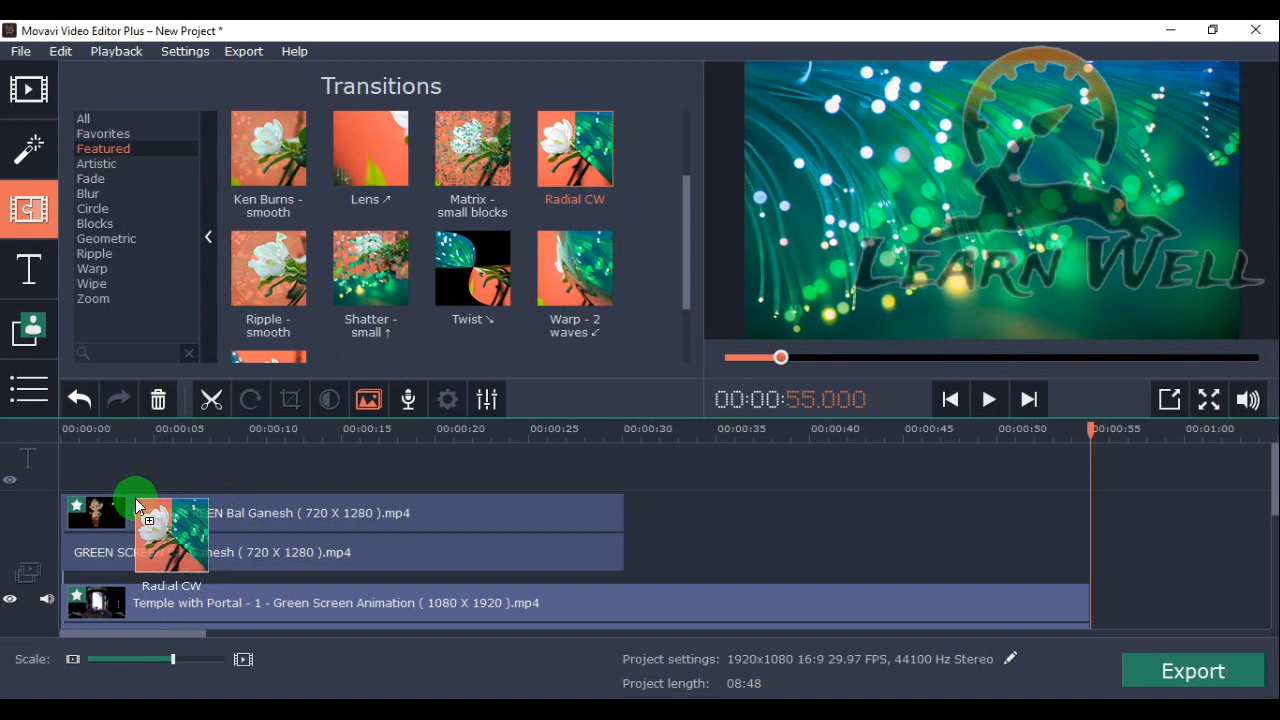 Movavi Video Editor Plus – New Project *
File Edit Playback Settings Export Help
Transitions
All
Favorites
Featured
Artistic
Fade
Blur
Circle
Blocks
Geometric
Ripple
Warp
Wipe
Zoom
Ken Burns -
smooth
Lens ↗
Matrix -
small blocks
Radial CW
Ripple -
smooth
Shatter -
small ↑
Twist ↘
Warp - 2
waves ↙
LEARN WELL
00:00:55.000
00:00:00 00:00:05 00:00:10 00:00:15 00:00:20 00:00:25 00:00:30 00:00:35 00:00:40 00:00:45 00:00:50 00:00:55 00:01:00
EN Bal Ganesh ( 720 X 1280 ).mp4
GREEN SCREEN anesh ( 720 X 1280 ).mp4
Radial CW
Temple with Portal - 1 - Green Screen Animation ( 1080 X 1920 ).mp4
Scale:
Project settings: 1920x1080 16:9 29.97 FPS, 44100 Hz Stereo
Project length: 08:48
Export